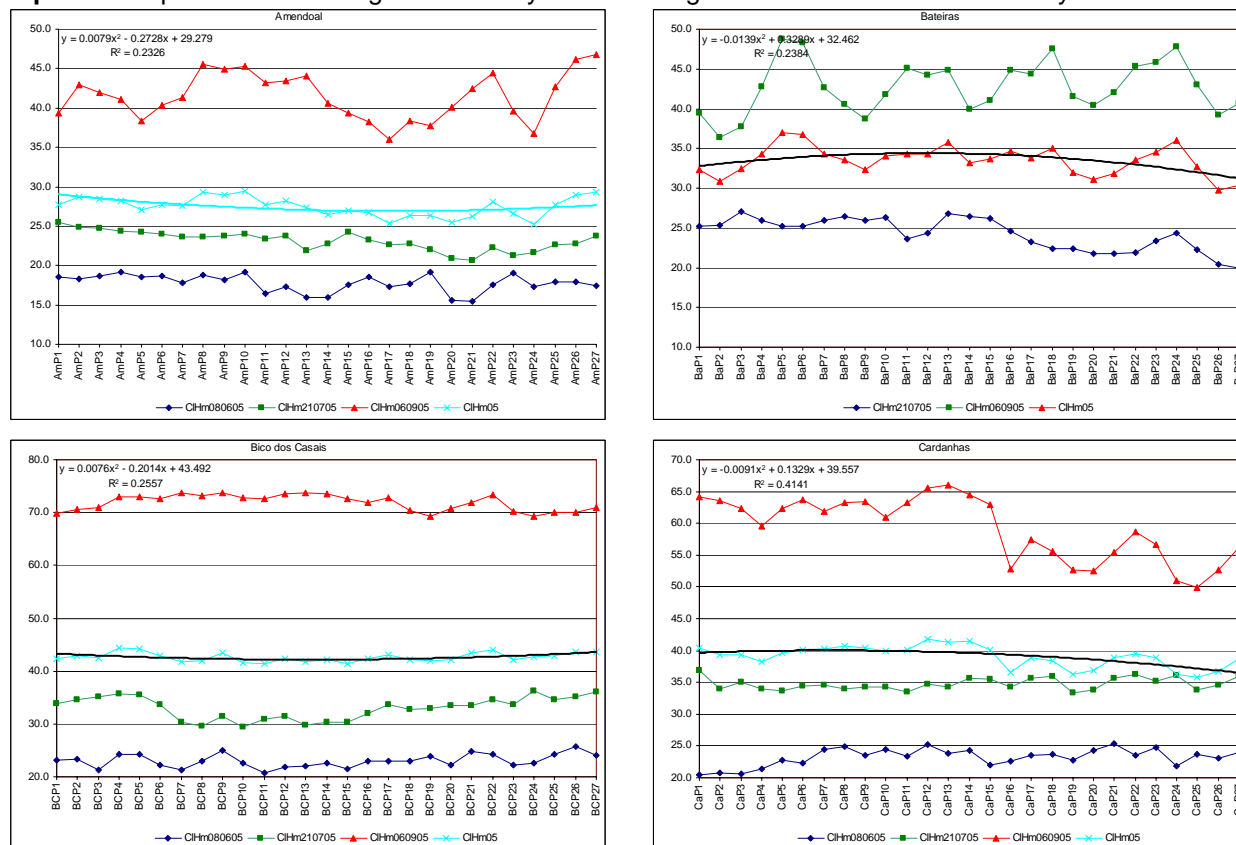 Amendoal
y = 0.0079x² - 0.2728x + 29.279
R² = 0.2326
50.0
45.0
40.0
35.0
30.0
25.0
20.0
15.0
10.0
AmP1
AmP2
AmP3
AmP4
AmP5
AmP6
AmP7
AmP8
AmP9
AmP10
AmP11
AmP12
AmP13
AmP14
AmP15
AmP16
AmP17
AmP18
AmP19
AmP20
AmP21
AmP22
AmP23
AmP24
AmP25
AmP26
AmP27
ClHm080605 ClHm210705 ClHm060905 ClHm05
Bateiras
y = -0.0139x² + 0.3289x + 32.462
R² = 0.2384
50.0
45.0
40.0
35.0
30.0
25.0
20.0
15.0
10.0
BaP1
BaP2
BaP3
BaP4
BaP5
BaP6
BaP7
BaP8
BaP9
BaP10
BaP11
BaP12
BaP13
BaP14
BaP15
BaP16
BaP17
BaP18
BaP19
BaP20
BaP21
BaP22
BaP23
BaP24
BaP25
BaP26
ClHm210705 ClHm060905 ClHm05
Bico dos Casais
y = 0.0076x² - 0.2014x + 43.492
R² = 0.2557
80.0
70.0
60.0
50.0
40.0
30.0
20.0
BCP1
BCP2
BCP3
BCP4
BCP5
BCP6
BCP7
BCP8
BCP9
BCP10
BCP11
BCP12
BCP13
BCP14
BCP15
BCP16
BCP17
BCP18
BCP19
BCP20
BCP21
BCP22
BCP23
BCP24
BCP25
BCP26
BCP27
ClHm080605 ClHm210705 ClHm060905 ClHm05
Cardanhas
y = -0.0091x² + 0.1329x + 39.557
R² = 0.4141
70.0
65.0
60.0
55.0
50.0
45.0
40.0
35.0
30.0
25.0
20.0
CaP1
CaP2
CaP3
CaP4
CaP5
CaP6
CaP7
CaP8
CaP9
CaP10
CaP11
CaP12
CaP13
CaP14
CaP15
CaP16
CaP17
CaP18
CaP19
CaP20
CaP21
CaP22
CaP23
CaP24
CaP25
CaP26
ClHm080605 ClHm210705 ClHm060905 ClHm05